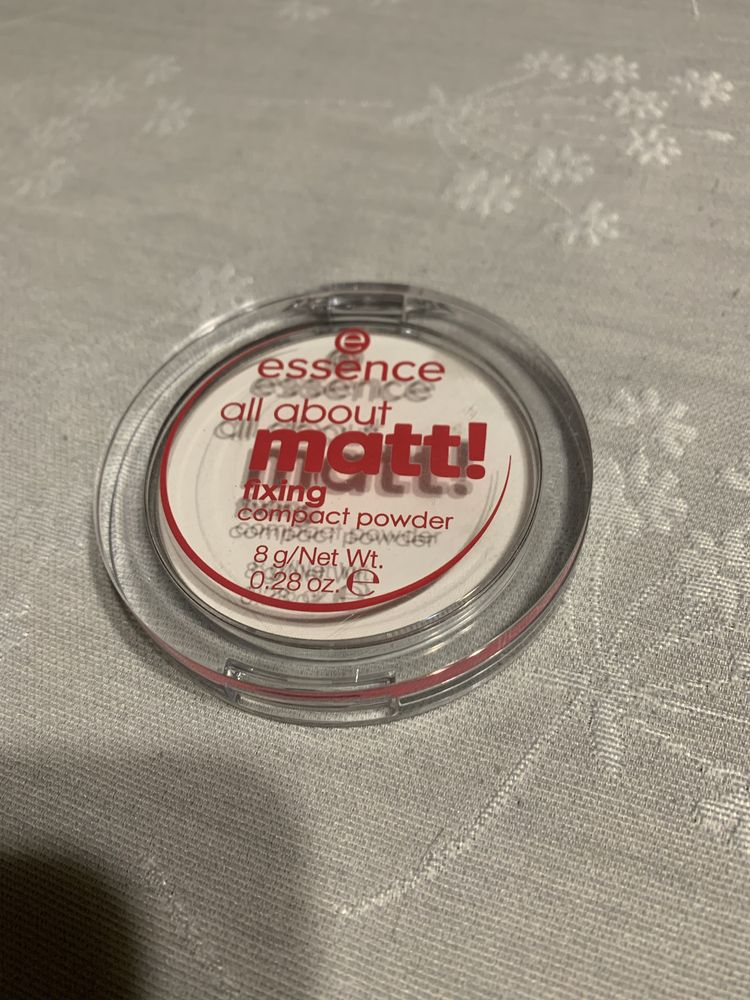 e
essence
all about
matt!
fixing
compact powder
8 g/Net Wt.
0.28 oz. ℮